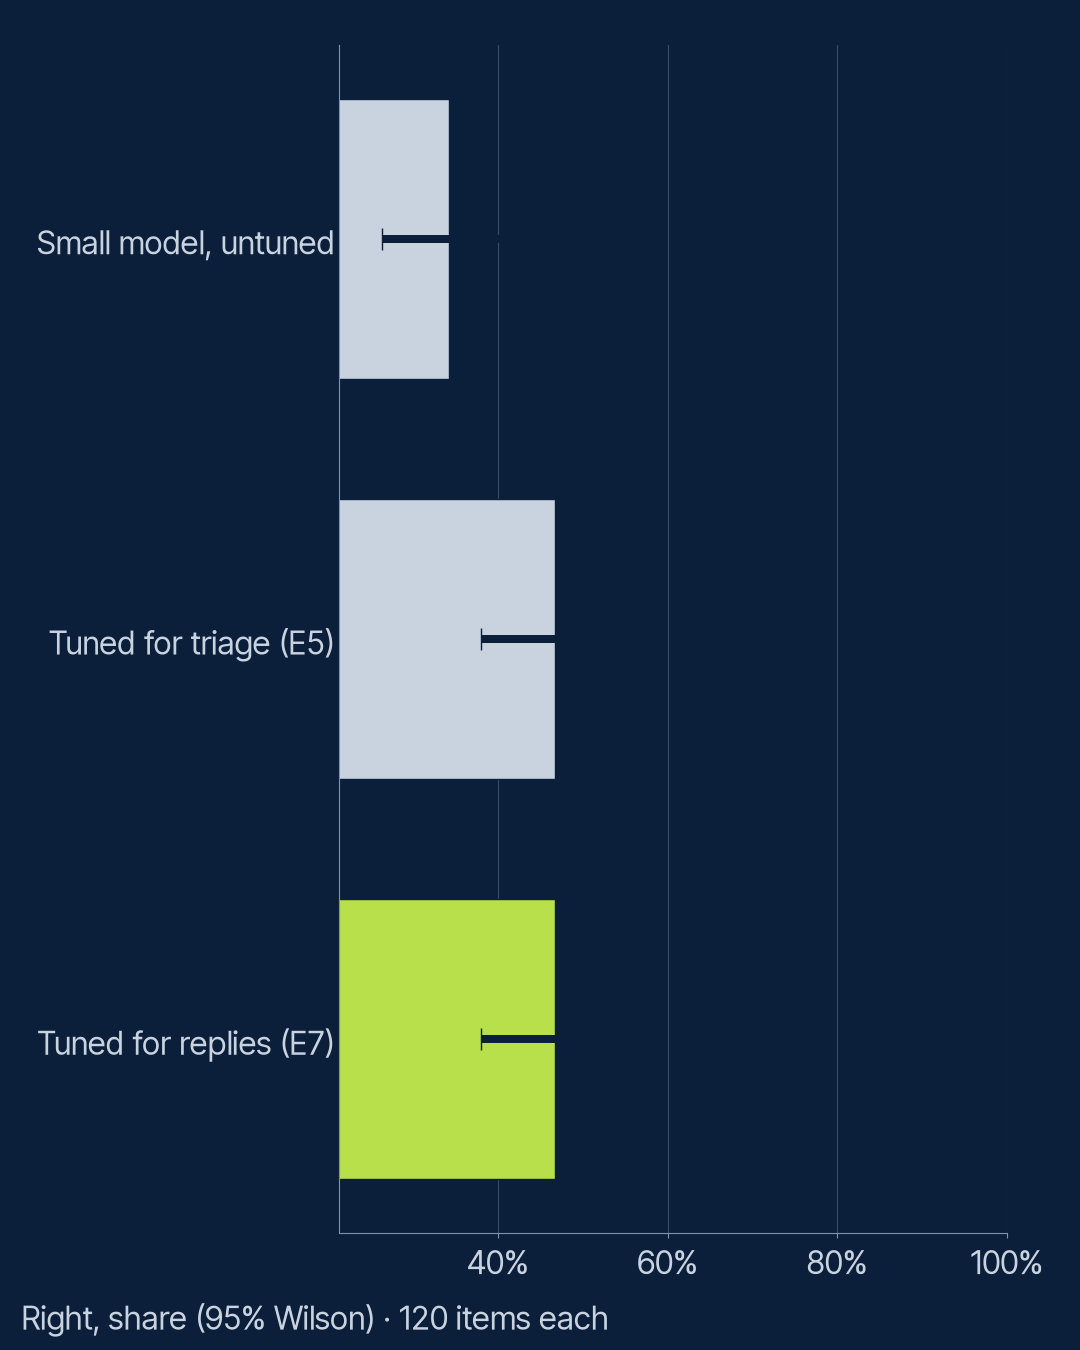 Small model, untuned
Tuned for triage (E5)
Tuned for replies (E7)
40% 60% 80% 100%
Right, share (95% Wilson) · 120 items each